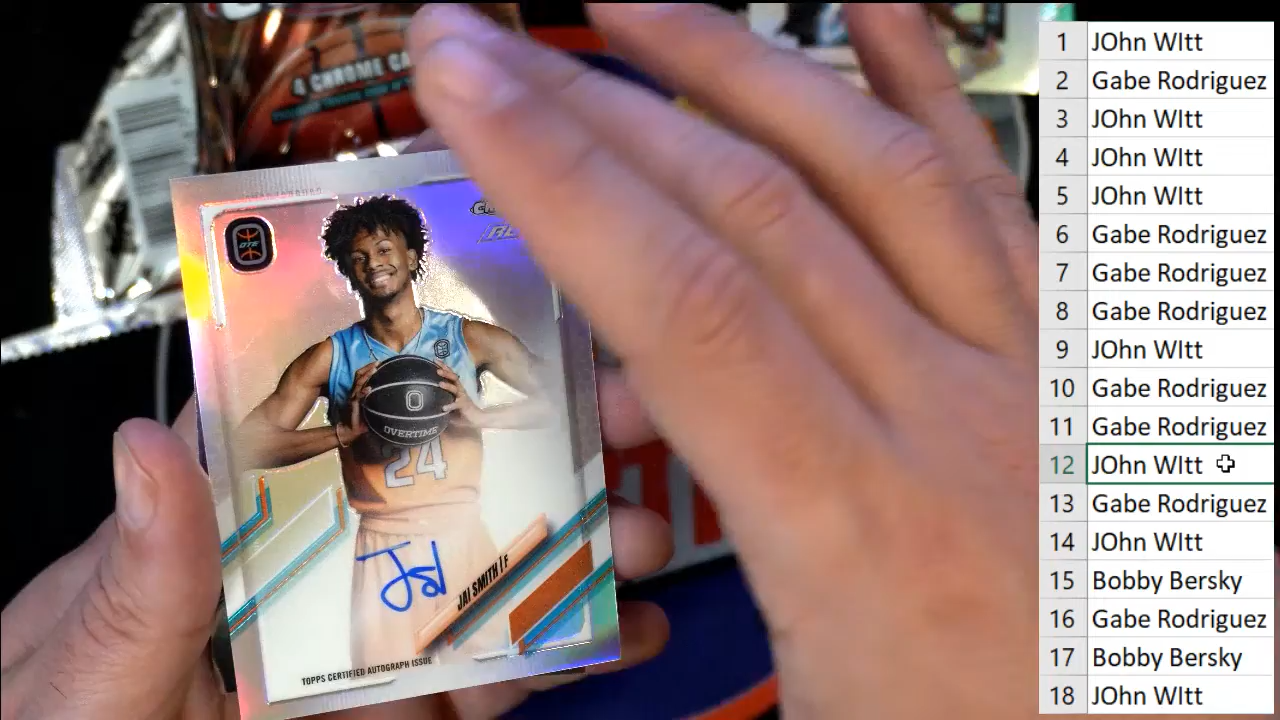 4 CHROME
OTE
O
OVERTIME
24
Jsd
JAI SMITH | F
TOPPS CERTIFIED AUTOGRAPH ISSUE
1 JOhn WItt
2 Gabe Rodriguez
3 JOhn WItt
4 JOhn WItt
5 JOhn WItt
6 Gabe Rodriguez
7 Gabe Rodriguez
8 Gabe Rodriguez
9 JOhn WItt
10 Gabe Rodriguez
11 Gabe Rodriguez
12 JOhn WItt
13 Gabe Rodriguez
14 JOhn WItt
15 Bobby Bersky
16 Gabe Rodriguez
17 Bobby Bersky
18 JOhn WItt